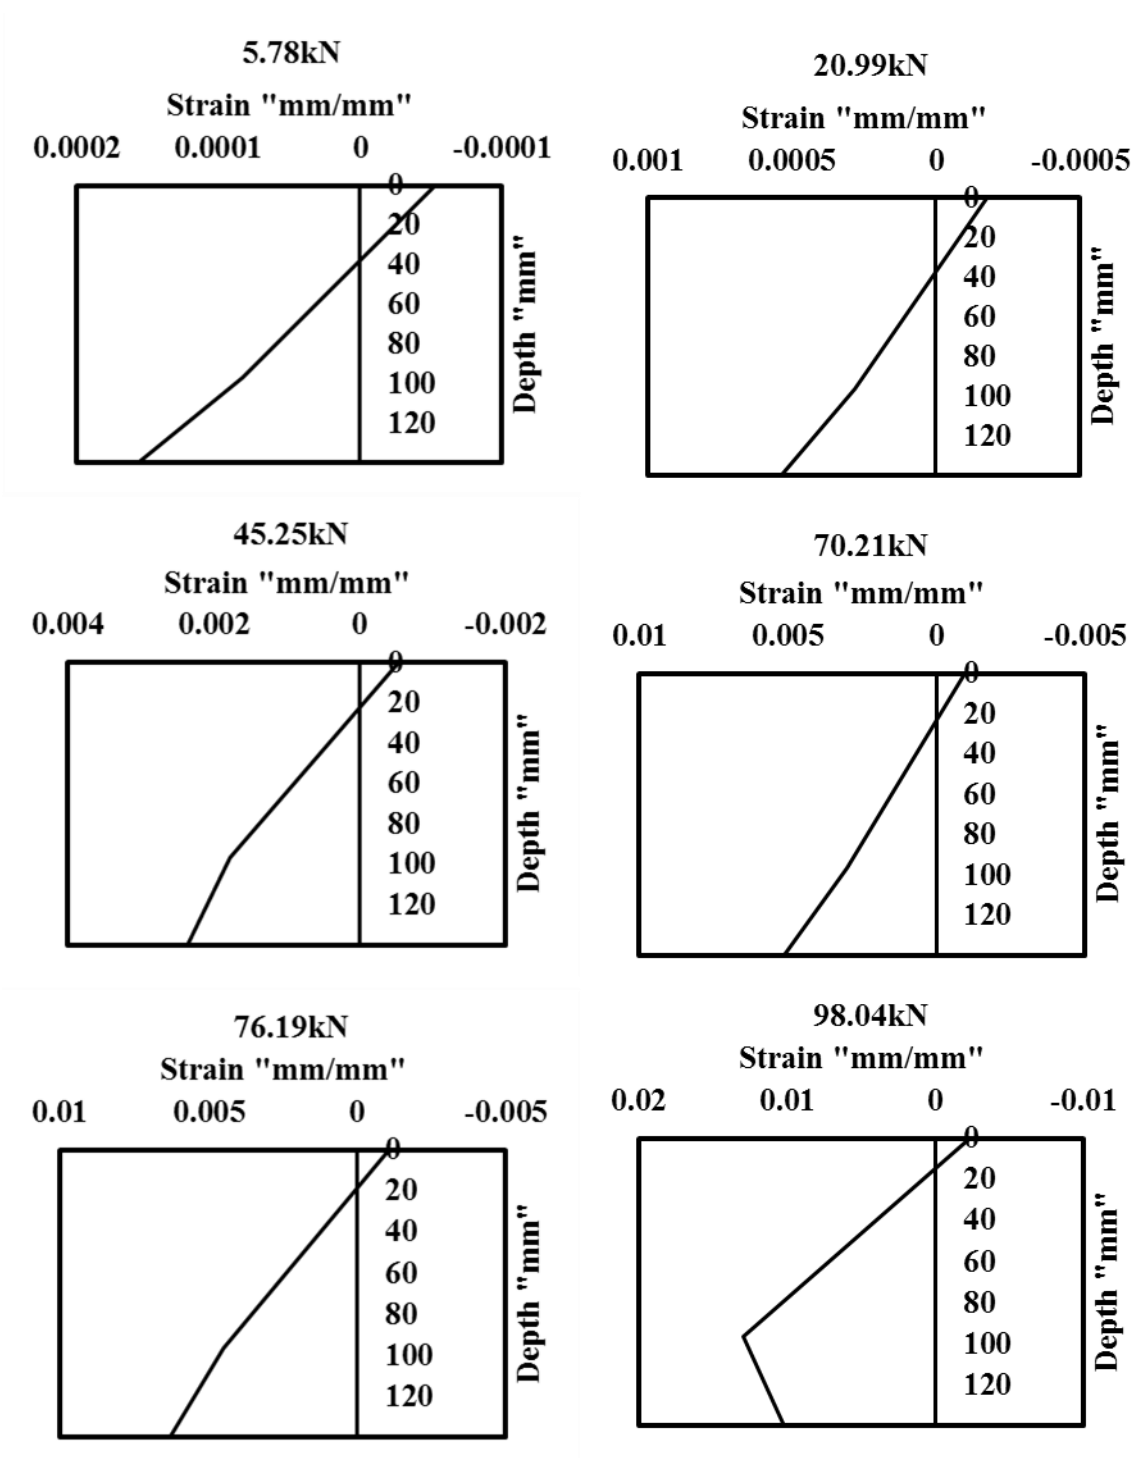 5.78kN
Strain "mm/mm"
0.0002 0.0001 0 -0.0001
0
20
40
60
80
100
120
Depth "mm"
20.99kN
Strain "mm/mm"
0.001 0.0005 0 -0.0005
0
20
40
60
80
100
120
Depth "mm"
45.25kN
Strain "mm/mm"
0.004 0.002 0 -0.002
0
20
40
60
80
100
120
Depth "mm"
70.21kN
Strain "mm/mm"
0.01 0.005 0 -0.005
0
20
40
60
80
100
120
Depth "mm"
76.19kN
Strain "mm/mm"
0.01 0.005 0 -0.005
0
20
40
60
80
100
120
Depth "mm"
98.04kN
Strain "mm/mm"
0.02 0.01 0 -0.01
0
20
40
60
80
100
120
Depth "mm"